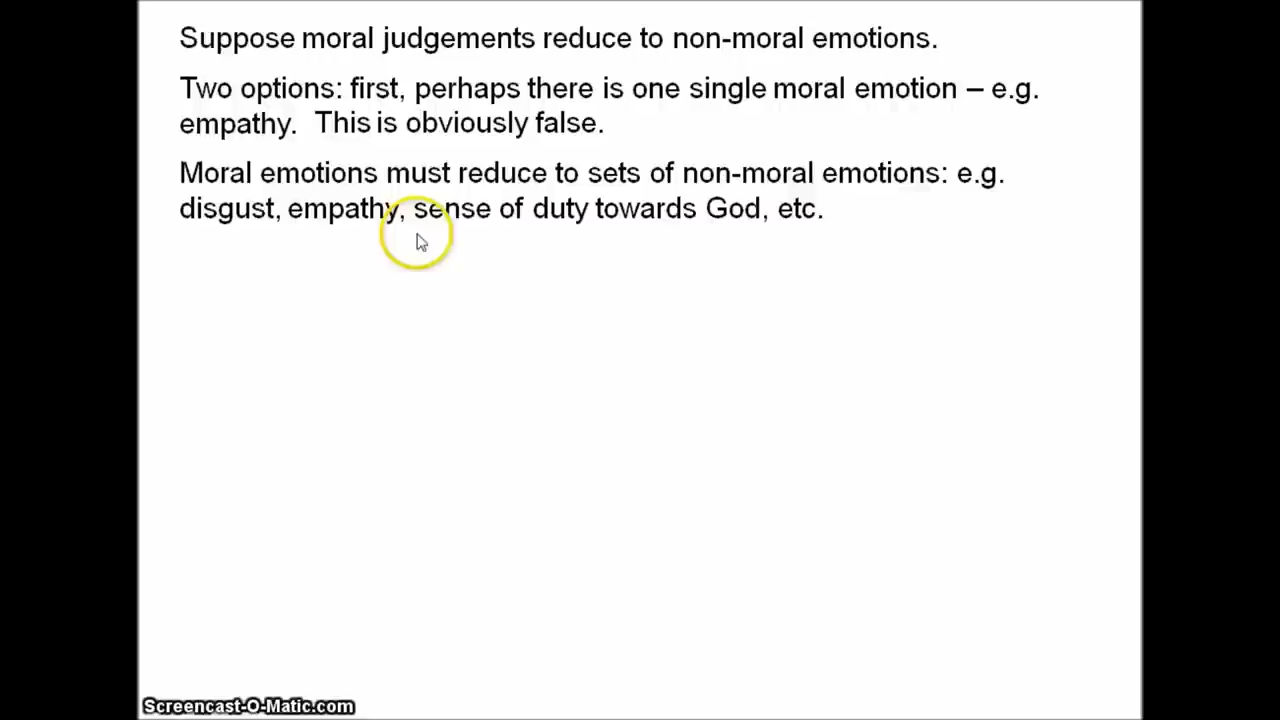 Suppose moral judgements reduce to non-moral emotions.
Two options: first, perhaps there is one single moral emotion – e.g.
empathy. This is obviously false.
Moral emotions must reduce to sets of non-moral emotions: e.g.
disgust, empathy, sense of duty towards God, etc.
Screencast-O-Matic.com